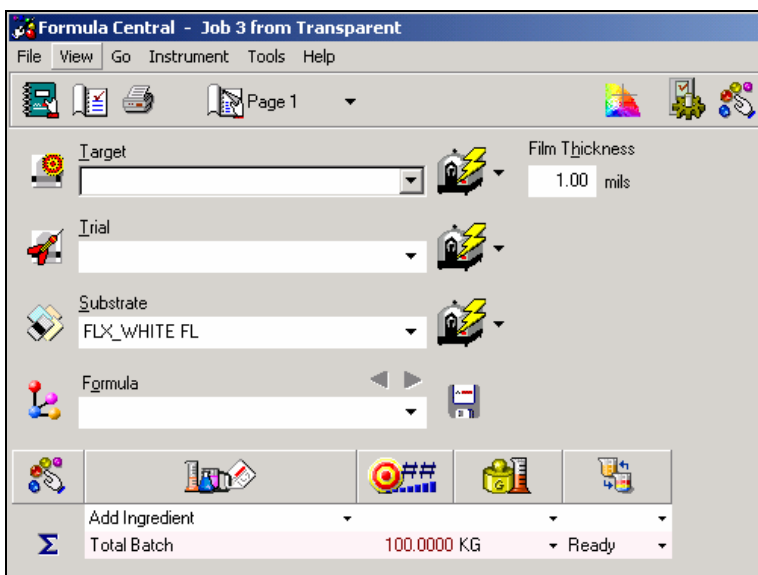 Formula Central - Job 3 from Transparent
File View Go Instrument Tools Help
Page 1
Target
Film Thickness
1.00 mils
Trial
Substrate
FLX_WHITE FL
Formula
##
G
Add Ingredient
Σ Total Batch 100.0000 KG Ready